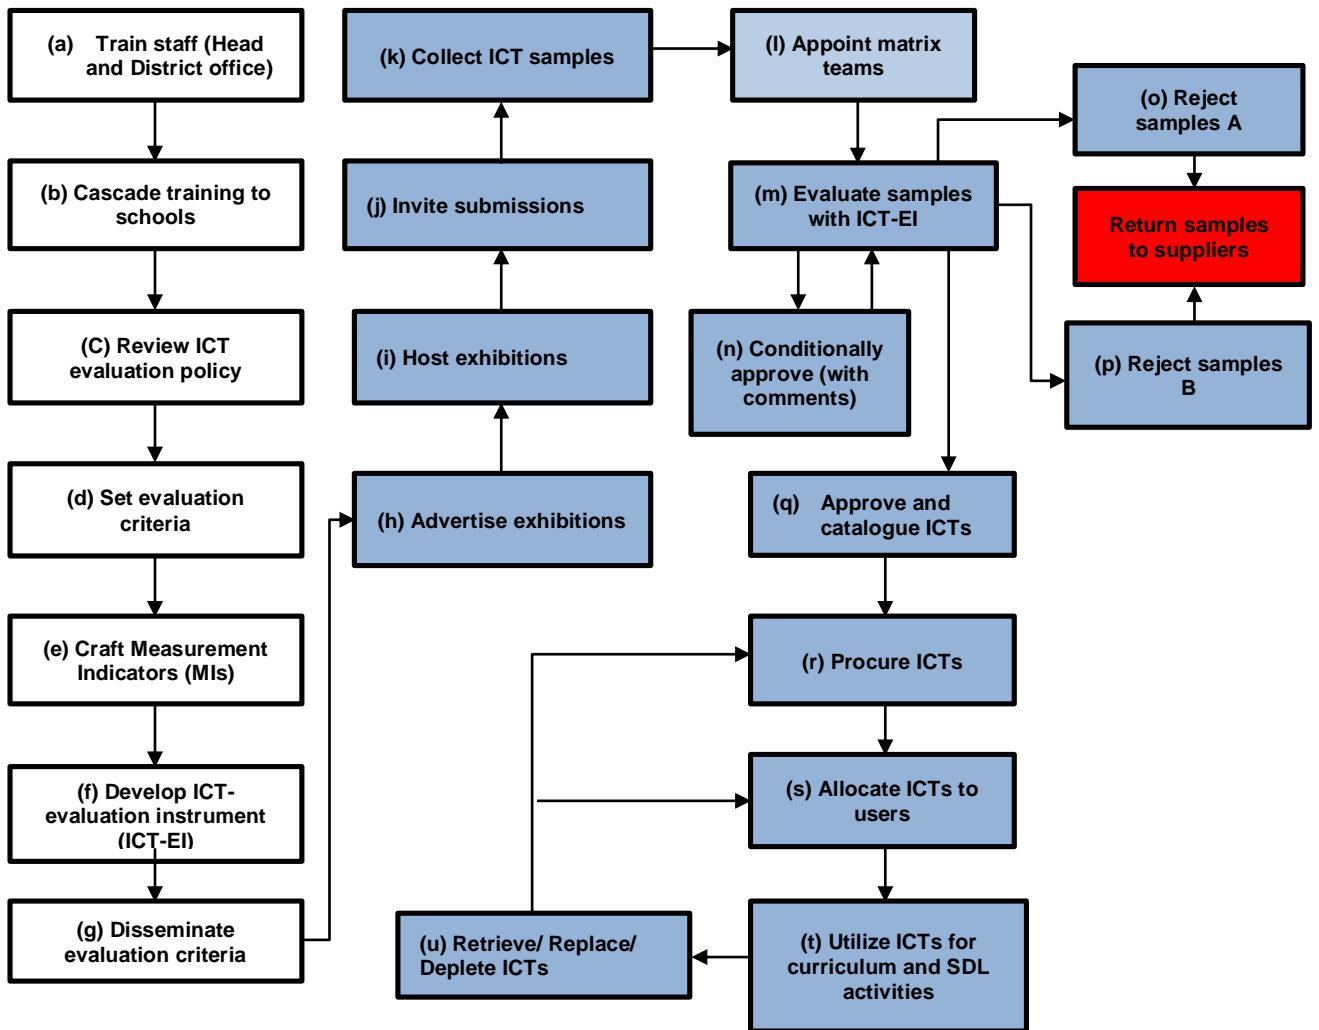 (a) Train staff (Head
and District office)
(b) Cascade training to
schools
(C) Review ICT
evaluation policy
(d) Set evaluation
criteria
(e) Craft Measurement
Indicators (MIs)
(f) Develop ICT-
evaluation instrument
(ICT-EI)
(g) Disseminate
evaluation criteria
(h) Advertise exhibitions
(i) Host exhibitions
(j) Invite submissions
(k) Collect ICT samples
(l) Appoint matrix
teams
(m) Evaluate samples
with ICT-EI
(n) Conditionally
approve (with
comments)
(o) Reject
samples A
Return samples
to suppliers
(p) Reject samples
B
(q) Approve and
catalogue ICTs
(r) Procure ICTs
(s) Allocate ICTs to
users
(t) Utilize ICTs for
curriculum and SDL
activities
(u) Retrieve/ Replace/
Deplete ICTs